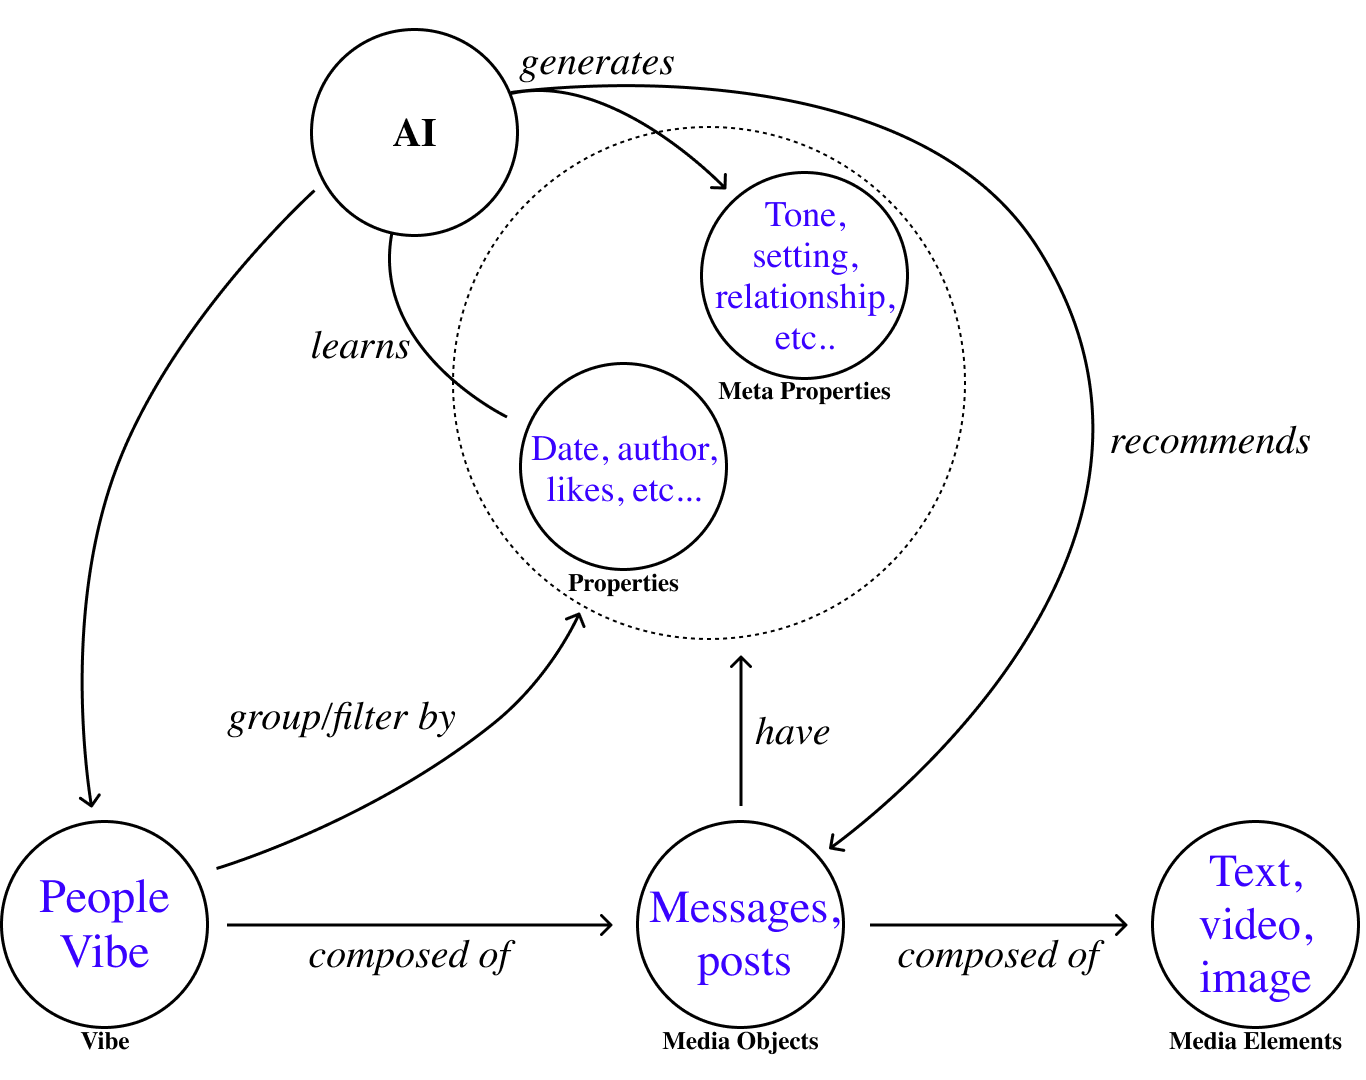 generates
AI
Tone,
setting,
relationship,
etc..
Meta Properties
learns
recommends
Date, author,
likes, etc...
Properties
group/filter by
have
People
Vibe
Vibe
composed of
Messages,
posts
Media Objects
composed of
Text,
video,
image
Media Elements